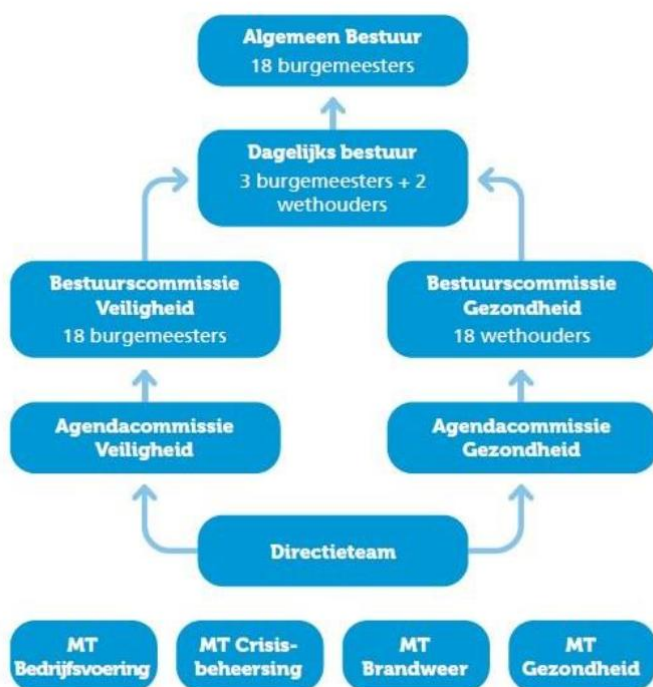 Algemeen Bestuur
18 burgemeesters
Dagelijks bestuur
3 burgemeesters + 2
wethouders
Bestuurscommissie
Veiligheid
18 burgemeesters
Bestuurscommissie
Gezondheid
18 wethouders
Agendacommissie
Veiligheid
Agendacommissie
Gezondheid
Directieteam
MT
Bedrijfsvoering
MT Crisis-
beheersing
MT
Brandweer
MT
Gezondheid